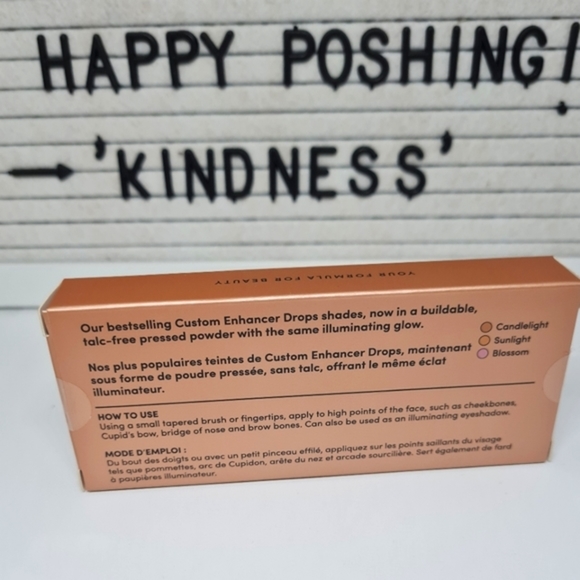 HAPPY POSHING!
'KINDNESS'
YOUR FORMULA FOR BEAUTY
Our bestselling Custom Enhancer Drops shades, now in a buildable,
talc-free pressed powder with the same illuminating glow.
Nos plus populaires teintes de Custom Enhancer Drops, maintenant
sous forme de poudre pressée, sans talc, offrant le même éclat
illuminateur.
Candlelight
Sunlight
Blossom
HOW TO USE
Using a small tapered brush or fingertips, apply to high points of the face, such as cheekbones,
Cupid's bow, bridge of nose and brow bones. Can also be used as an illuminating eyeshadow.
MODE D'EMPLOI :
Du bout des doigts ou avec un petit pinceau effilé, appliquez sur les points saillants du visage
tels que pommettes, arc de Cupidon, arête du nez et arcade sourcilière. Sert également de fard
à paupières illuminateur.